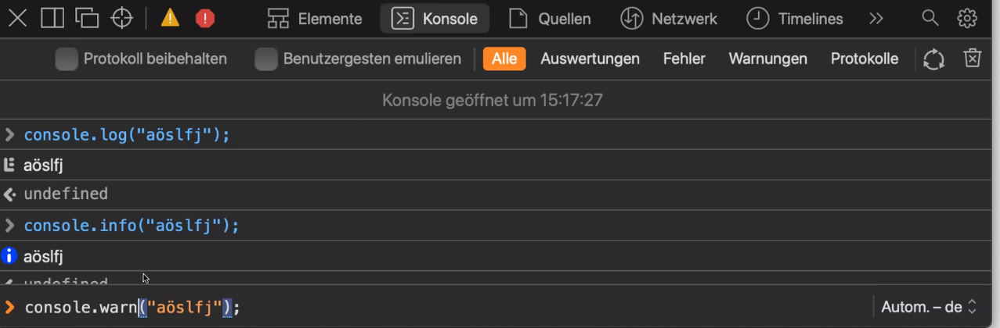 Elemente Konsole Quellen Netzwerk Timelines
Protokoll beibehalten Benutzergesten emulieren Alle Auswertungen Fehler Warnungen Protokolle
Konsole geöffnet um 15:17:27
console.log("aöslfj");
aöslfj
undefined
console.info("aöslfj");
aöslfj
undefined
console.warn("aöslfj"); Autom. – de